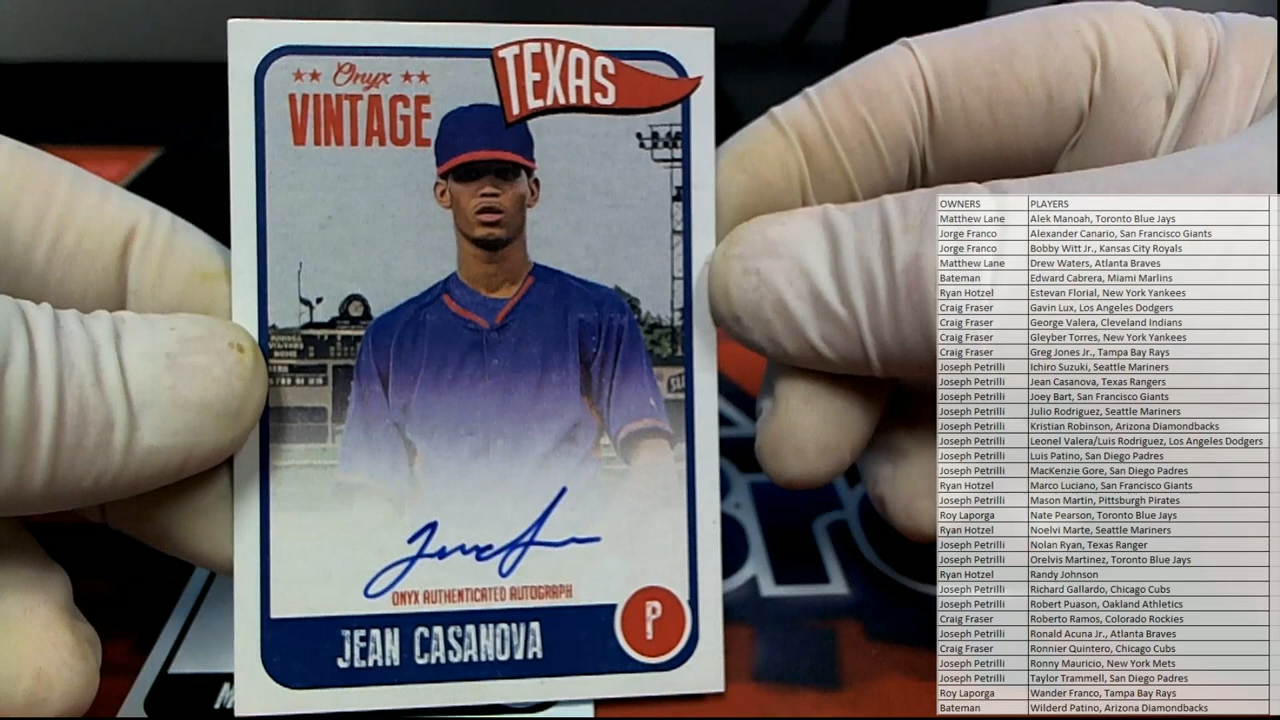 TEXAS
★★ Onyx ★★
VINTAGE
ONYX AUTHENTICATED AUTOGRAPH
JEAN CASANOVA
P
OWNERS PLAYERS
Matthew Lane Alek Manoah, Toronto Blue Jays
Jorge Franco Alexander Canario, San Francisco Giants
Jorge Franco Bobby Witt Jr., Kansas City Royals
Matthew Lane Drew Waters, Atlanta Braves
Bateman Edward Cabrera, Miami Marlins
Ryan Hotzel Estevan Florial, New York Yankees
Craig Fraser Gavin Lux, Los Angeles Dodgers
Craig Fraser George Valera, Cleveland Indians
Craig Fraser Gleyber Torres, New York Yankees
Craig Fraser Greg Jones Jr., Tampa Bay Rays
Joseph Petrilli Ichiro Suzuki, Seattle Mariners
Joseph Petrilli Jean Casanova, Texas Rangers
Joseph Petrilli Joey Bart, San Francisco Giants
Joseph Petrilli Julio Rodriguez, Seattle Mariners
Joseph Petrilli Kristian Robinson, Arizona Diamondbacks
Joseph Petrilli Leonel Valera/Luis Rodriguez, Los Angeles Dodgers
Joseph Petrilli Luis Patino, San Diego Padres
Joseph Petrilli MacKenzie Gore, San Diego Padres
Ryan Hotzel Marco Luciano, San Francisco Giants
Joseph Petrilli Mason Martin, Pittsburgh Pirates
Roy Laporga Nate Pearson, Toronto Blue Jays
Ryan Hotzel Noelvi Marte, Seattle Mariners
Joseph Petrilli Nolan Ryan, Texas Ranger
Joseph Petrilli Orelvis Martinez, Toronto Blue Jays
Ryan Hotzel Randy Johnson
Joseph Petrilli Richard Gallardo, Chicago Cubs
Joseph Petrilli Robert Puason, Oakland Athletics
Craig Fraser Roberto Ramos, Colorado Rockies
Joseph Petrilli Ronald Acuna Jr., Atlanta Braves
Craig Fraser Ronnier Quintero, Chicago Cubs
Joseph Petrilli Ronny Mauricio, New York Mets
Joseph Petrilli Taylor Trammell, San Diego Padres
Roy Laporga Wander Franco, Tampa Bay Rays
Bateman Wilderd Patino, Arizona Diamondbacks